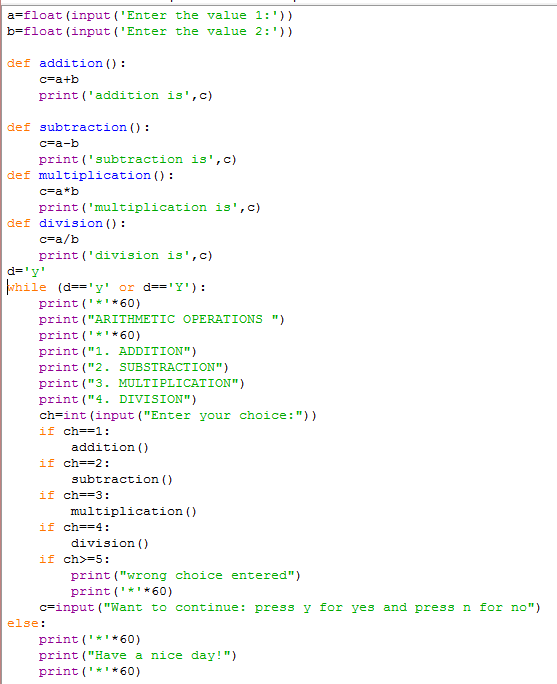 a=float(input('Enter the value 1:'))
b=float(input('Enter the value 2:'))

def addition():
    c=a+b
    print('addition is',c)

def subtraction():
    c=a-b
    print('subtraction is',c)
def multiplication():
    c=a*b
    print('multiplication is',c)
def division():
    c=a/b
    print('division is',c)
d='y'
while (d=='y' or d=='Y'):
    print('*'*60)
    print("ARITHMETIC OPERATIONS ")
    print('*'*60)
    print("1. ADDITION")
    print("2. SUBSTRACTION")
    print("3. MULTIPLICATION")
    print("4. DIVISION")
    ch=int(input("Enter your choice:"))
    if ch==1:
        addition()
    if ch==2:
        subtraction()
    if ch==3:
        multiplication()
    if ch==4:
        division()
    if ch>=5:
        print("wrong choice entered")
        print('*'*60)
    c=input("Want to continue: press y for yes and press n for no")
else:
    print('*'*60)
    print("Have a nice day!")
    print('*'*60)